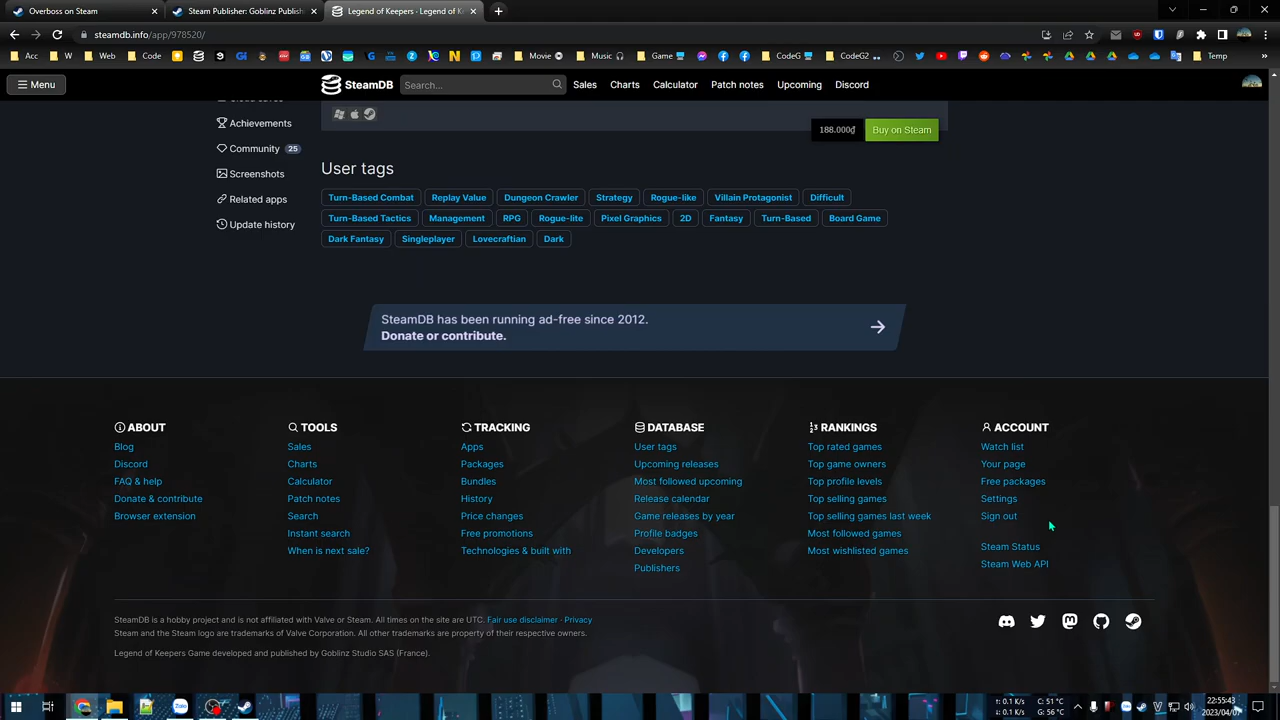 Overboss on Steam
Steam Publisher: Goblinz Publish
Legend of Keepers - Legend of Ke
steamdb.info/app/978520/
Acc
W
Web
Code
Movie
Music
Game
CodeG
CodeG2
Temp
Menu
SteamDB
Search...
Sales
Charts
Calculator
Patch notes
Upcoming
Discord
Achievements
Community 25
Screenshots
Related apps
Update history
188.000₫
Buy on Steam
User tags
Turn-Based Combat
Replay Value
Dungeon Crawler
Strategy
Rogue-like
Villain Protagonist
Difficult
Turn-Based Tactics
Management
RPG
Rogue-lite
Pixel Graphics
2D
Fantasy
Turn-Based
Board Game
Dark Fantasy
Singleplayer
Lovecraftian
Dark
SteamDB has been running ad-free since 2012.
Donate or contribute.
ABOUT
Blog
Discord
FAQ & help
Donate & contribute
Browser extension
TOOLS
Sales
Charts
Calculator
Patch notes
Search
Instant search
When is next sale?
TRACKING
Apps
Packages
Bundles
History
Price changes
Free promotions
Technologies & built with
DATABASE
User tags
Upcoming releases
Most followed upcoming
Release calendar
Game releases by year
Profile badges
Developers
Publishers
RANKINGS
Top rated games
Top game owners
Top profile levels
Top selling games
Top selling games last week
Most followed games
Most wishlisted games
ACCOUNT
Watch list
Your page
Free packages
Settings
Sign out
Steam Status
Steam Web API
SteamDB is a hobby project and is not affiliated with Valve or Steam. All times on the site are UTC. Fair use disclaimer · Privacy
Steam and the Steam logo are trademarks of Valve Corporation. All other trademarks are property of their respective owners.
Legend of Keepers Game developed and published by Goblinz Studio SAS (France).
↑: 0.1 K/s
↓: 0.1 K/s
C: 51 °C
G: 56 °C
22:55:43